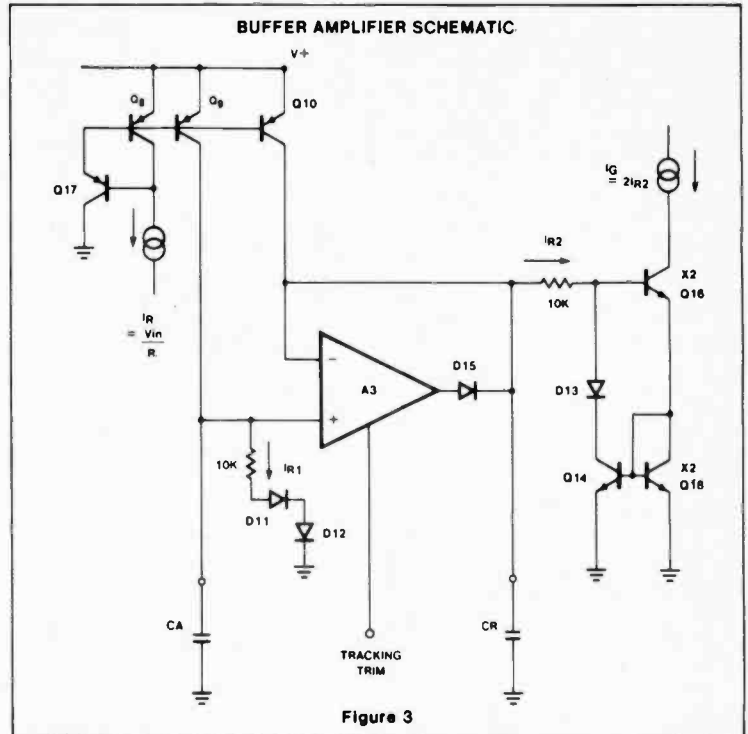 BUFFER AMPLIFIER SCHEMATIC
V+
Q8
Q9
Q10
Q17
IR
= Vin
R
IG
= 2IR2
IR2
10K
X2
Q16
D15
A3
−
+
D13
10K
IR1
D11
D12
Q14
X2
Q18
CA
TRACKING
TRIM
CR
Figure 3